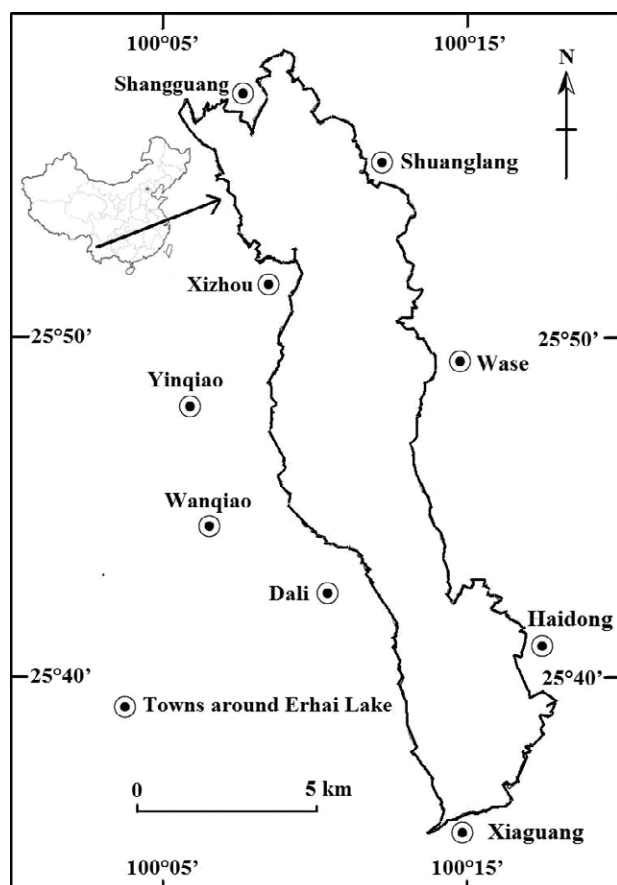 100°05’ 100°15’
Shangguang
N
Shuanglang
Xizhou
25°50’ 25°50’
Wase
Yinqiao
Wanqiao
Dali
Haidong
25°40’ 25°40’
Towns around Erhai Lake
0 5 km
Xiaguang
100°05’ 100°15’